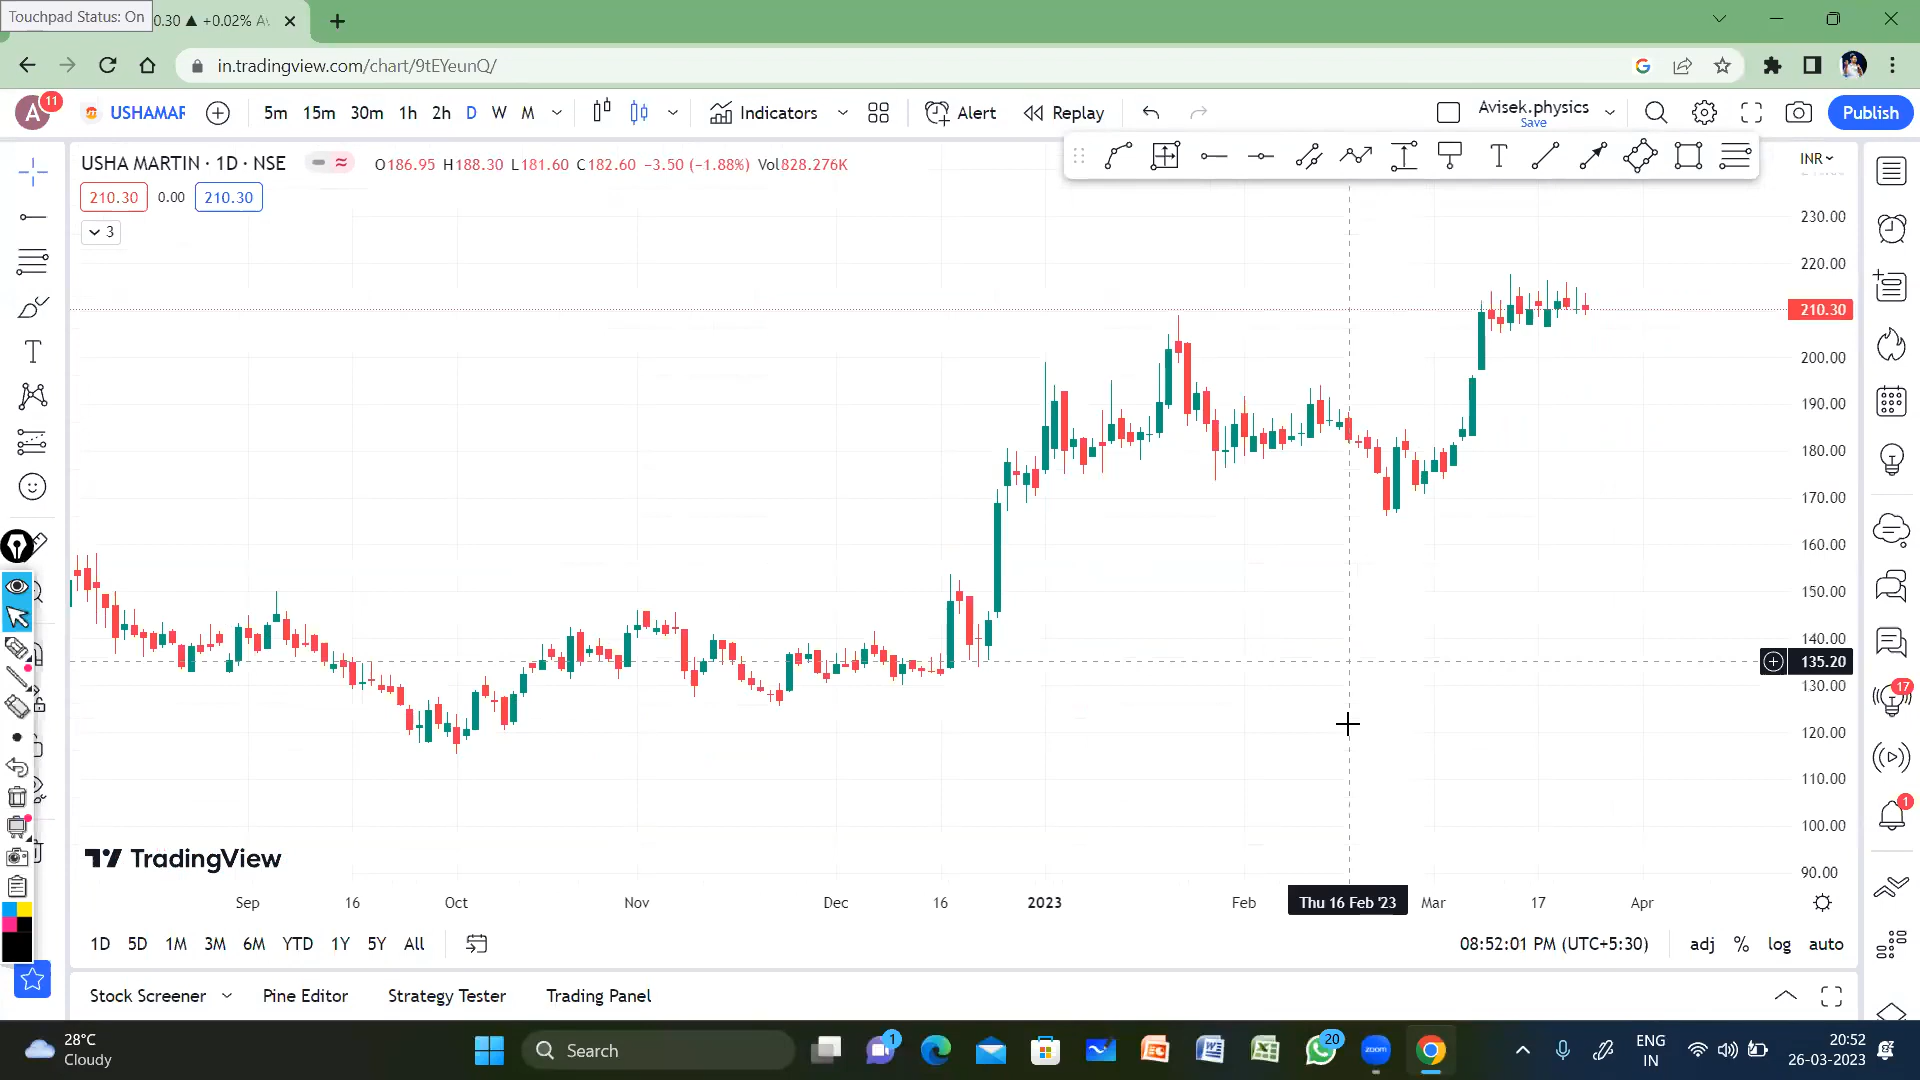 Touchpad Status: On
0.30 ▲ +0.02%
in.tradingview.com/chart/9tEYeunQ/
A 11
USHAMAR
5m 15m 30m 1h 2h D W M
Indicators
Alert
Replay
Avisek.physics
Save
Publish
USHA MARTIN · 1D · NSE
O186.95 H188.30 L181.60 C182.60 −3.50 (−1.88%) Vol828.276K
INR
210.30 0.00 210.30
3
230.00
220.00
210.30
200.00
190.00
180.00
170.00
160.00
150.00
140.00
135.20
130.00
120.00
110.00
100.00
90.00
17
1
TradingView
Sep 16 Oct Nov Dec 16 2023 Feb Thu 16 Feb '23 Mar 17 Apr
1D 5D 1M 3M 6M YTD 1Y 5Y All
08:52:01 PM (UTC+5:30)
adj % log auto
Stock Screener
Pine Editor
Strategy Tester
Trading Panel
28°C
Cloudy
Search
1
20
zoom
ENG
IN
20:52
26-03-2023